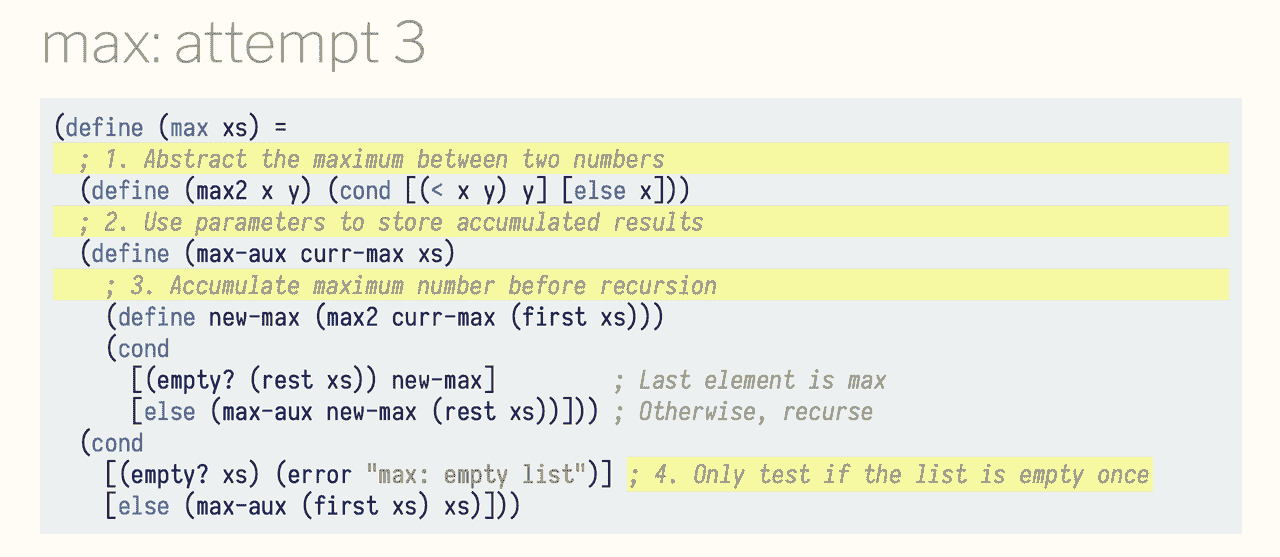 max: attempt 3
(define (max xs) =
; 1. Abstract the maximum between two numbers
(define (max2 x y) (cond [(< x y) y] [else x]))
; 2. Use parameters to store accumulated results
(define (max-aux curr-max xs)
; 3. Accumulate maximum number before recursion
(define new-max (max2 curr-max (first xs)))
(cond
[(empty? (rest xs)) new-max] ; Last element is max
[else (max-aux new-max (rest xs))])) ; Otherwise, recurse
(cond
[(empty? xs) (error "max: empty list")] ; 4. Only test if the list is empty once
[else (max-aux (first xs) xs)]))